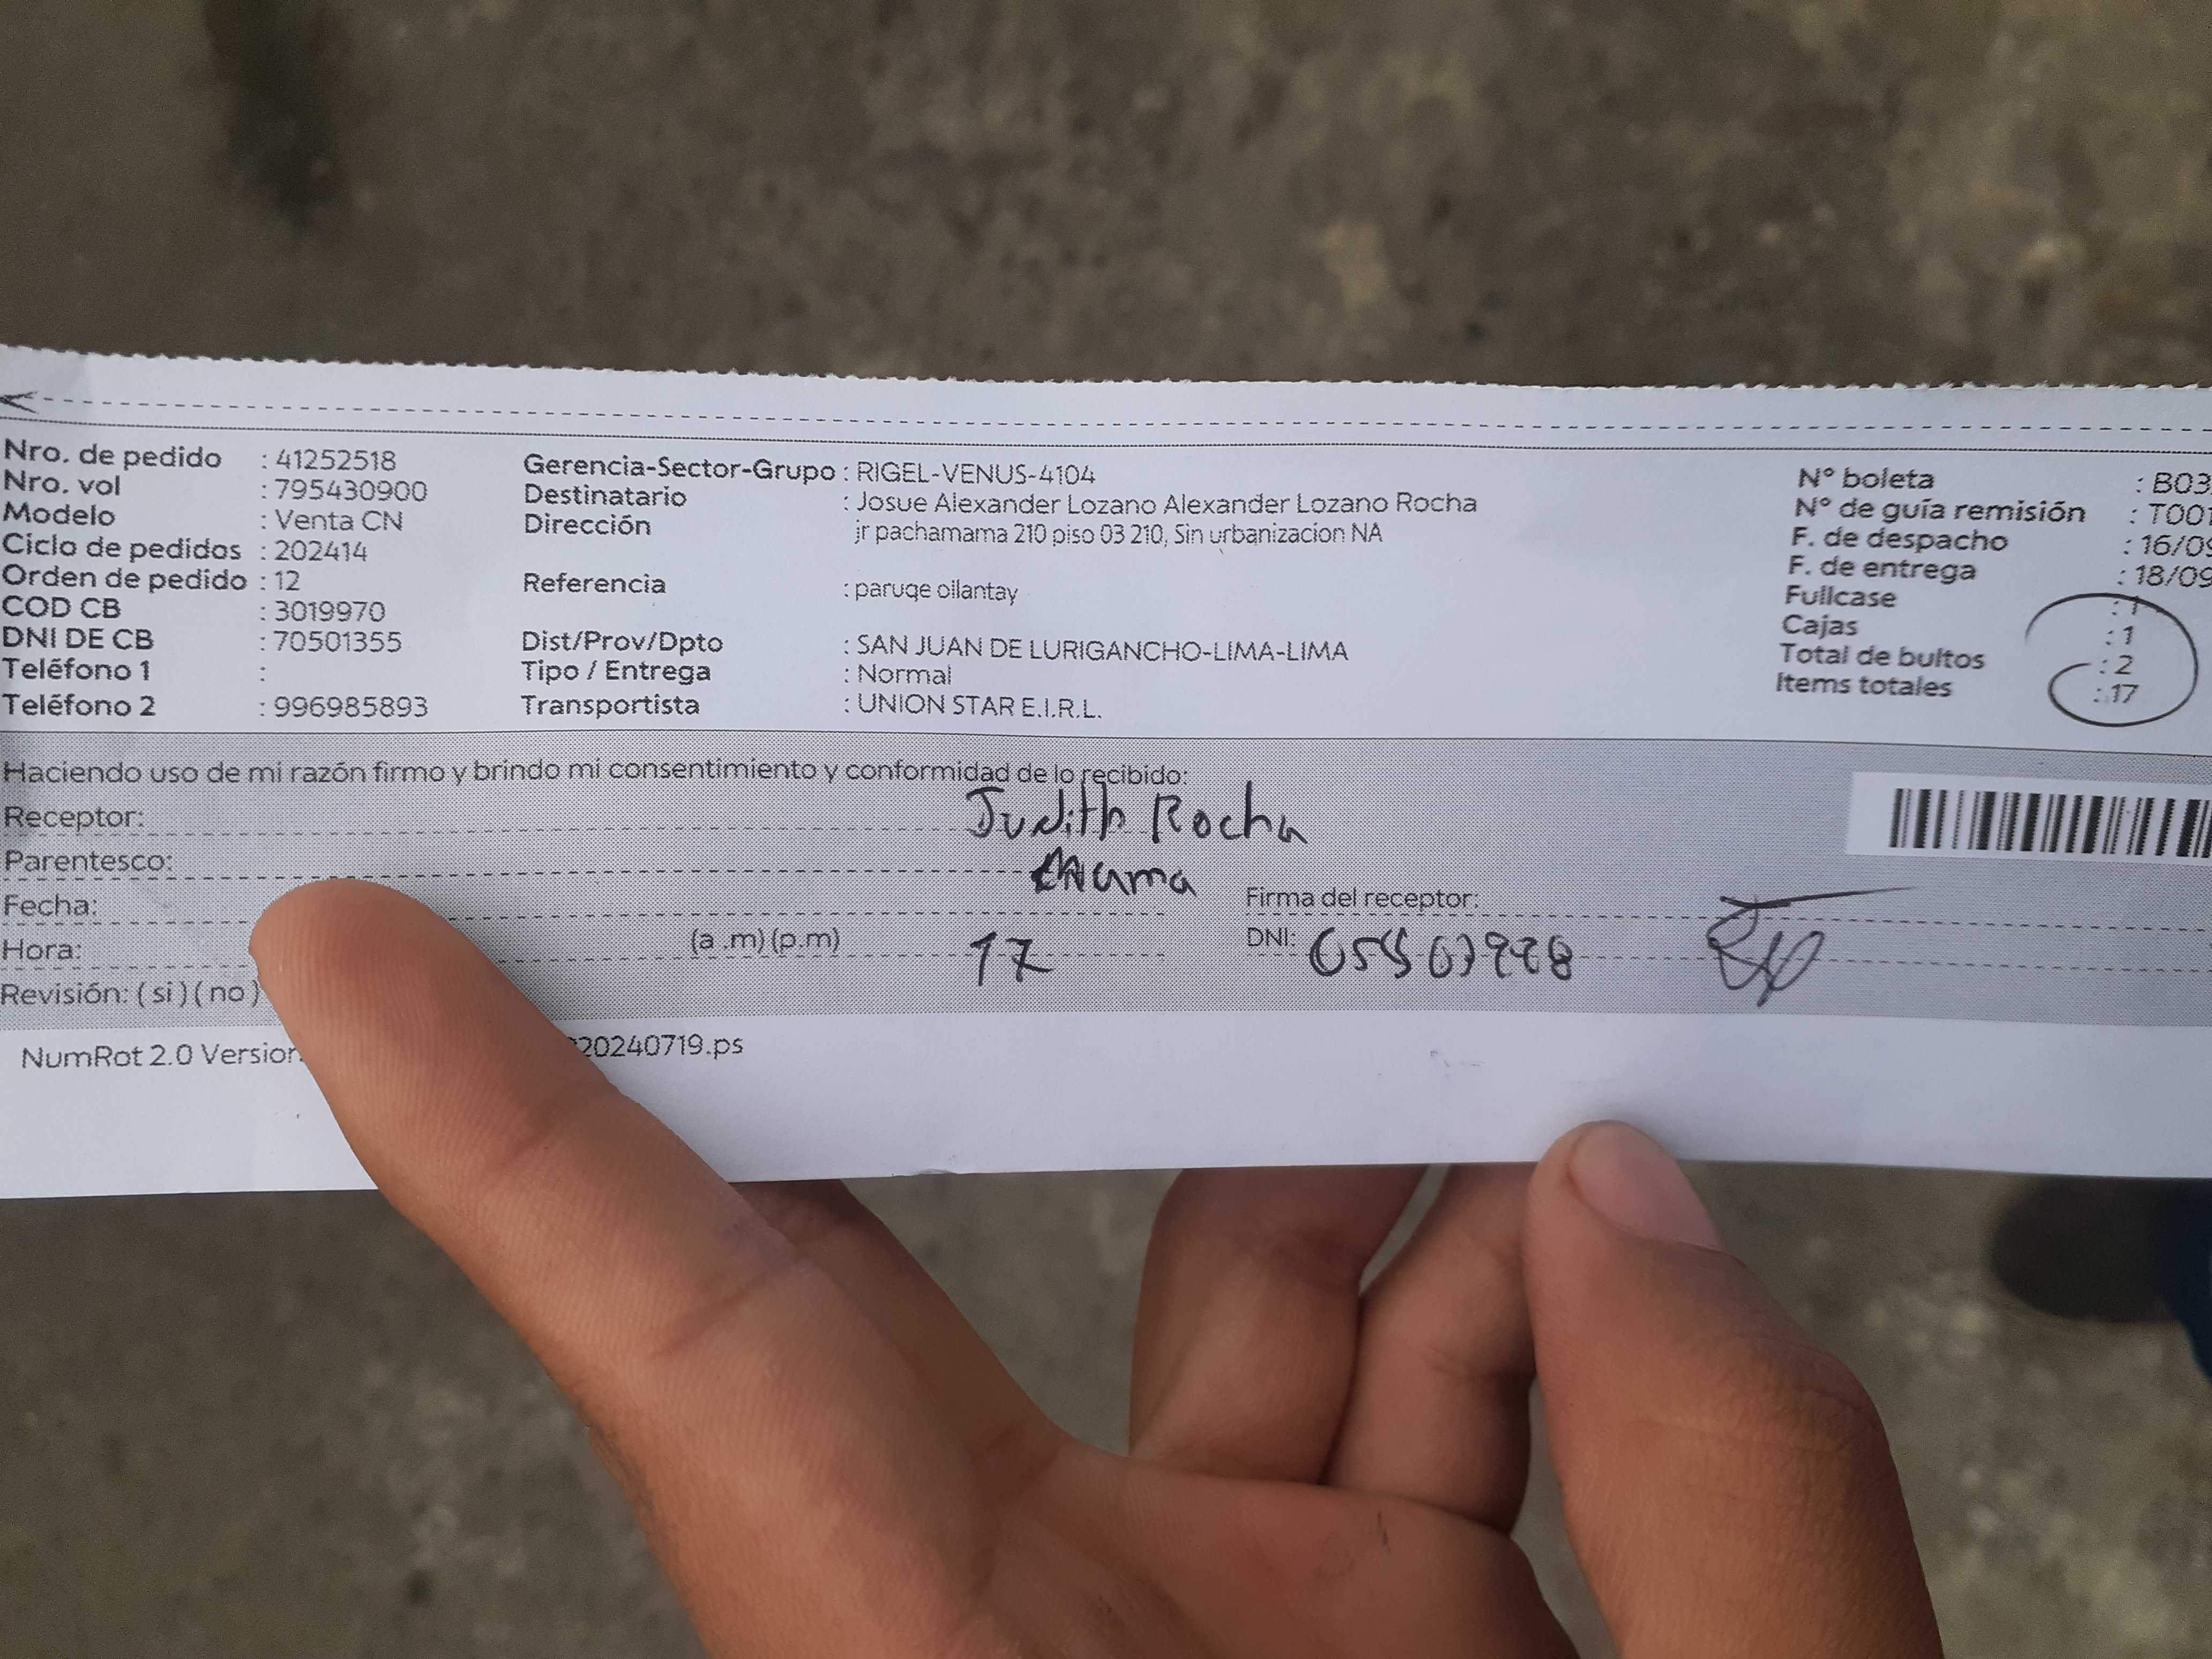 Nro. de pedido : 41252518
Nro. vol : 795430900
Modelo : Venta CN
Ciclo de pedidos : 202414
Orden de pedido : 12
COD CB : 3019970
DNI DE CB : 70501355
Teléfono 1 :
Teléfono 2 : 996985893
Gerencia-Sector-Grupo : RIGEL-VENUS-4104
Destinatario : Josue Alexander Lozano Alexander Lozano Rocha
Dirección jr pachamama 210 piso 03 210, Sin urbanizacion NA
Referencia : paruqe ollantay
Dist/Prov/Dpto : SAN JUAN DE LURIGANCHO-LIMA-LIMA
Tipo / Entrega : Normal
Transportista : UNION STAR E.I.R.L.
N° boleta : B03
N° de guía remisión : T001
F. de despacho : 16/09
F. de entrega : 18/09
Fullcase : 1
Cajas : 1
Total de bultos : 2
Items totales : 17
Haciendo uso de mi razón firmo y brindo mi consentimiento y conformidad de lo recibido:
Receptor: Judith Rocha
Parentesco: mama
Fecha: Firma del receptor:
Hora: (a .m) (p.m) 17 DNI:
Revisión: ( si ) ( no )
NumRot 2.0 Version 20240719.ps